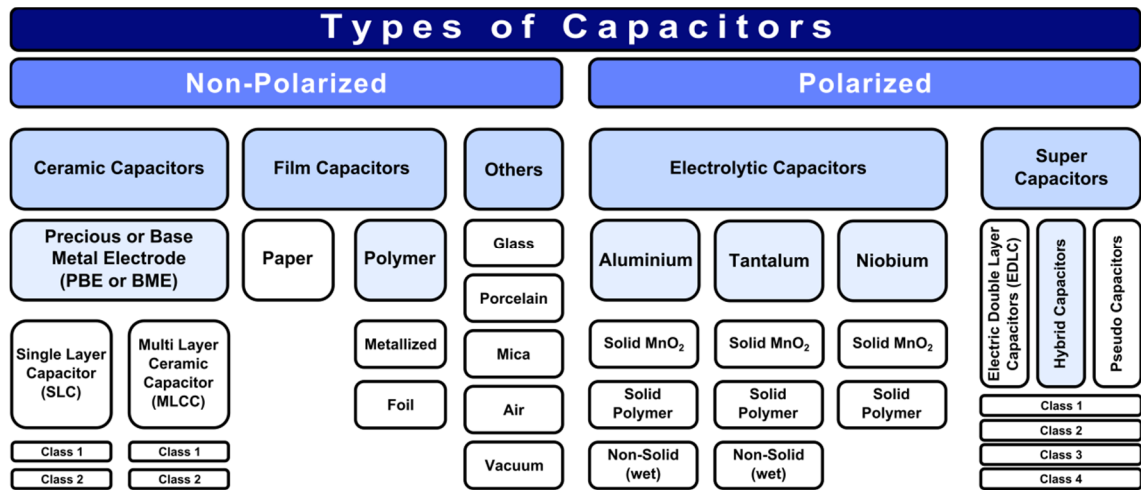 Types of Capacitors
Non-Polarized
Polarized
Ceramic Capacitors
Film Capacitors
Others
Electrolytic Capacitors
Super
Capacitors
Precious or Base
Metal Electrode
(PBE or BME)
Paper
Polymer
Glass
Porcelain
Mica
Air
Vacuum
Aluminium
Tantalum
Niobium
Electric Double Layer
Capacitors (EDLC)
Hybrid Capacitors
Pseudo Capacitors
Single Layer
Capacitor
(SLC)
Multi Layer
Ceramic
Capacitor
(MLCC)
Metallized
Foil
Solid MnO₂
Solid MnO₂
Solid MnO₂
Solid
Polymer
Solid
Polymer
Solid
Polymer
Non-Solid
(wet)
Non-Solid
(wet)
Class 1
Class 1
Class 2
Class 2
Class 1
Class 2
Class 3
Class 4